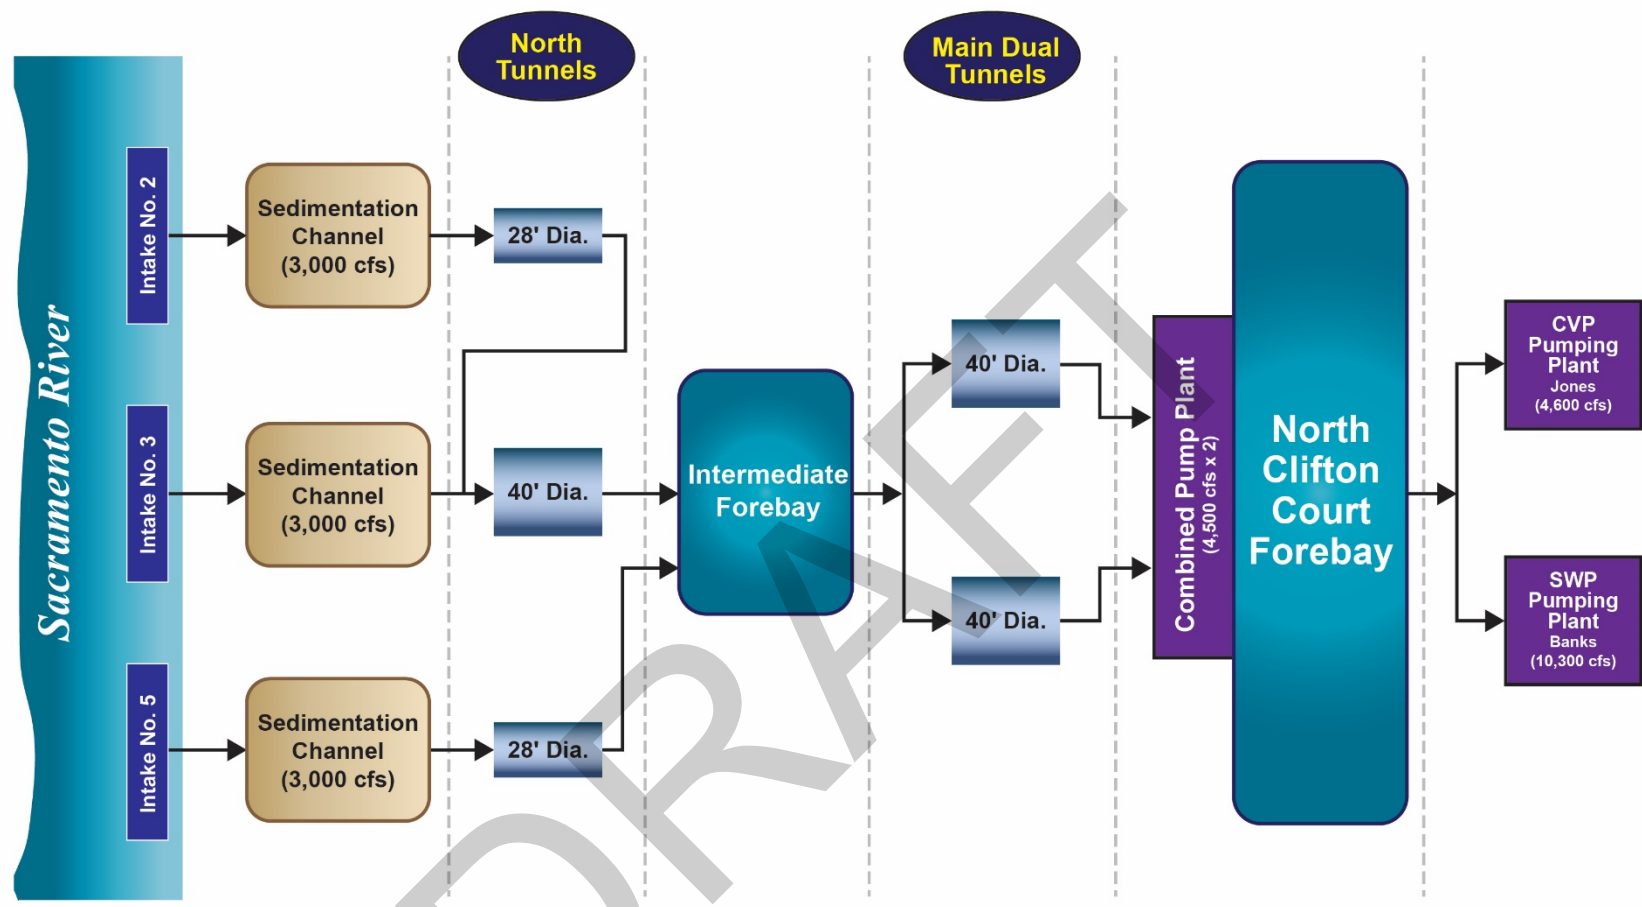 North
Tunnels
Main Dual
Tunnels
Sacramento River
Intake No. 2
Sedimentation
Channel
(3,000 cfs)
28' Dia.
Intake No. 3
Sedimentation
Channel
(3,000 cfs)
40' Dia.
Intake No. 5
Sedimentation
Channel
(3,000 cfs)
28' Dia.
Intermediate
Forebay
40' Dia.
40' Dia.
Combined Pump Plant
(4,500 cfs x 2)
North
Clifton
Court
Forebay
CVP
Pumping
Plant
Jones
(4,600 cfs)
SWP
Pumping
Plant
Banks
(10,300 cfs)
DRAFT